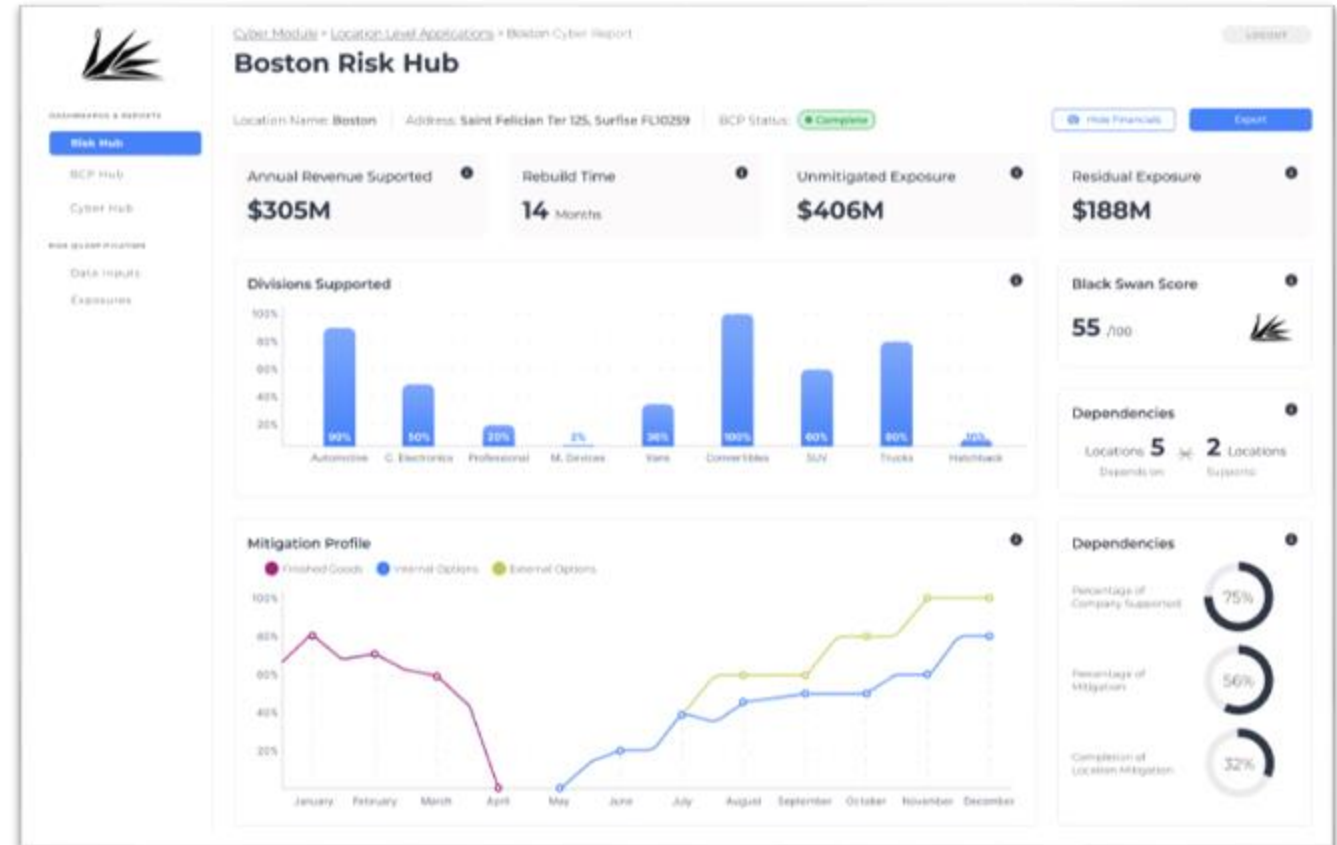 Cyber Module > Location Level Applications > Boston Cyber Report
LOGOUT
Boston Risk Hub
DASHBOARDS & REPORTS
Risk Hub
BCP Hub
Cyber Hub
RISK QUANTIFICATION
Data Inputs
Exposures
Location Name: Boston
Address: Saint Felician Ter 125, Surfise FL10259
BCP Status: Complete
Hide Financials
Export
Annual Revenue Suported
$305M
Rebuild Time
14 Months
Unmitigated Exposure
$406M
Residual Exposure
$188M
Divisions Supported
100%
80%
60%
40%
20%
90%
50%
20%
2%
36%
100%
60%
80%
10%
Automotive
G. Electronics
Professional
M. Devices
Vans
Convertibles
SUV
Trucks
Hatchback
Black Swan Score
55 /100
Dependencies
Locations 5
2 Locations
Depends on
Supports
Mitigation Profile
Finished Goods
Internal Options
External Options
100%
80%
60%
40%
20%
January
February
March
April
May
June
July
August
September
October
November
December
Dependencies
Percentage of
Company Supported
75%
Percentage of
Mitigation
56%
Completion of
Location Mitigation
32%